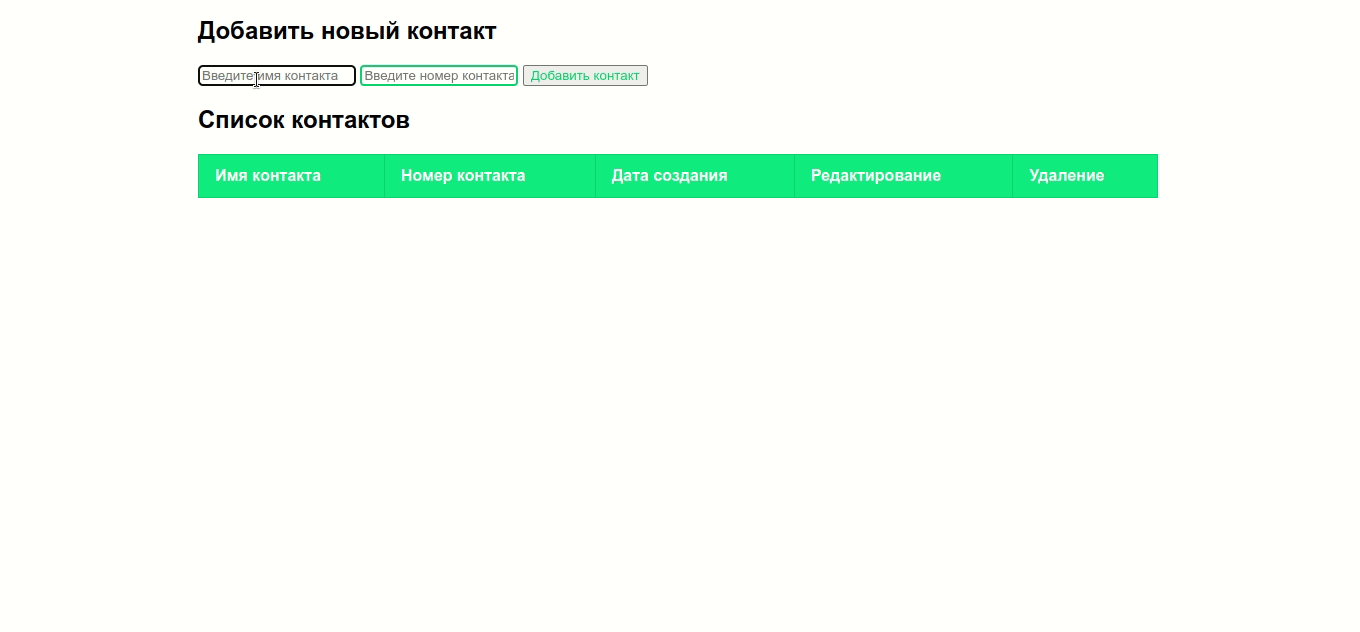 Добавить новый контакт
Введите имя контакта Введите номер контакта Добавить контакт
Список контактов
Имя контакта Номер контакта Дата создания Редактирование Удаление